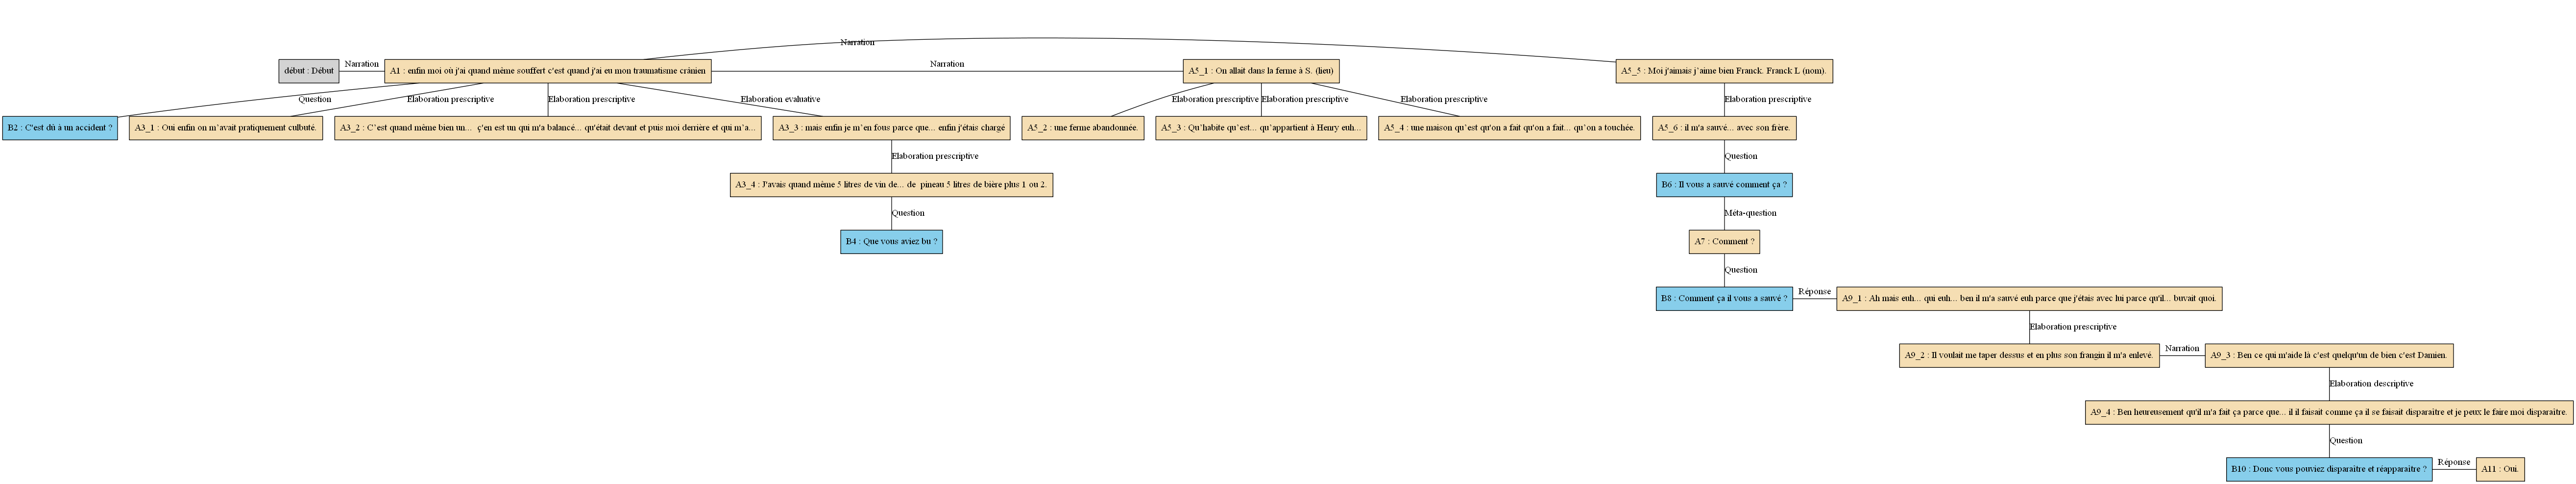 Narration
début : Début
Narration
A1 : enfin moi où j'ai quand même souffert c'est quand j'ai eu mon traumatisme crânien
Narration
A5_1 : On allait dans la ferme à S. (lieu)
A5_5 : Moi j'aimais j’aime bien Franck. Franck L (nom).
Question
Elaboration prescriptive
Elaboration prescriptive
Elaboration evaluative
Elaboration prescriptive
Elaboration prescriptive
Elaboration prescriptive
Elaboration prescriptive
B2 : C'est dû à un accident ?
A3_1 : Oui enfin on m’avait pratiquement culbuté.
A3_2 : C’est quand même bien un... ç'en est un qui m'a balancé... qu'était devant et puis moi derrière et qui m’a...
A3_3 : mais enfin je m’en fous parce que... enfin j'étais chargé
A5_2 : une ferme abandonnée.
A5_3 : Qu’habite qu’est... qu’appartient à Henry euh...
A5_4 : une maison qu’est qu'on a fait qu'on a fait... qu’on a touchée.
A5_6 : il m'a sauvé... avec son frère.
Elaboration prescriptive
Question
A3_4 : J'avais quand même 5 litres de vin de... de pineau 5 litres de bière plus 1 ou 2.
B6 : Il vous a sauvé comment ça ?
Question
Méta-question
B4 : Que vous aviez bu ?
A7 : Comment ?
Question
B8 : Comment ça il vous a sauvé ?
Réponse
A9_1 : Ah mais euh... qui euh... ben il m'a sauvé euh parce que j'étais avec lui parce qu'il... buvait quoi.
Elaboration prescriptive
A9_2 : Il voulait me taper dessus et en plus son frangin il m'a enlevé.
Narration
A9_3 : Ben ce qui m'aide là c'est quelqu'un de bien c'est Damien.
Elaboration descriptive
A9_4 : Ben heureusement qu'il m'a fait ça parce que... il il faisait comme ça il se faisait disparaître et je peux le faire moi disparaître.
Question
B10 : Donc vous pouviez disparaître et réapparaître ?
Réponse
A11 : Oui.